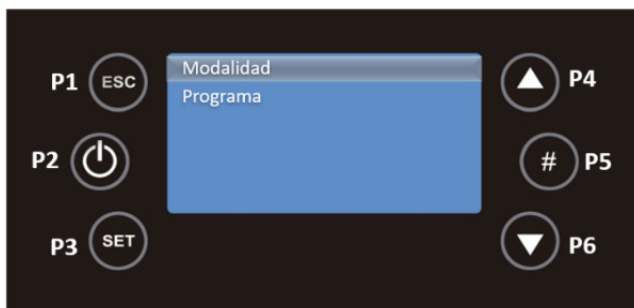 P1 ESC
Modalidad
Programa
P4
P2
# P5
P3 SET
P6